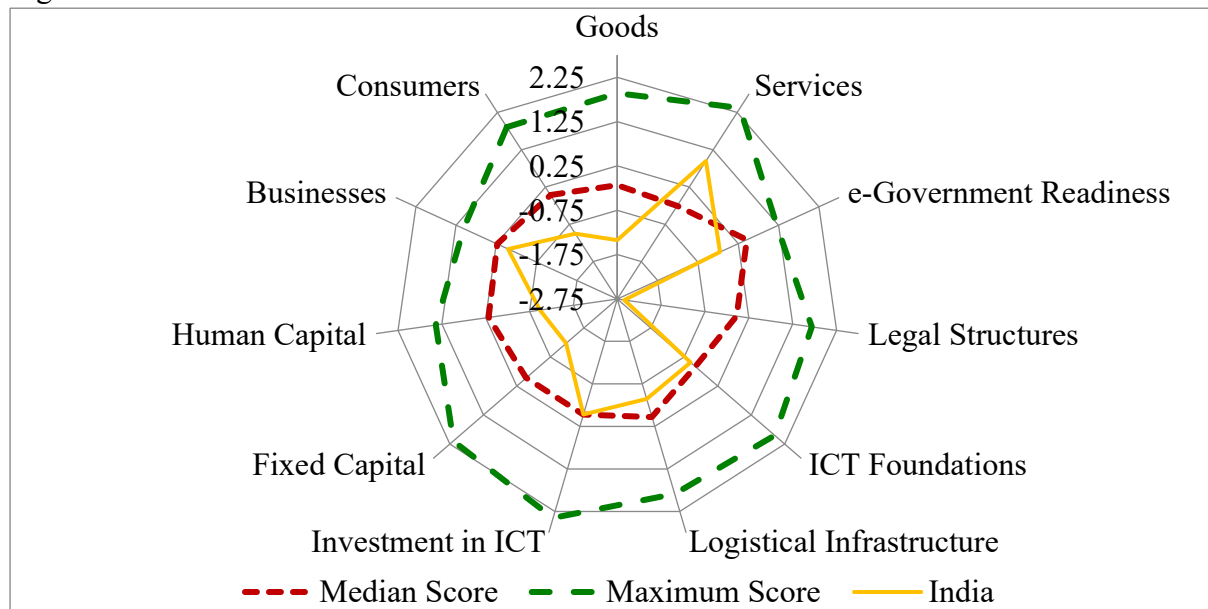 Goods
2.25
Consumers
Services
1.25
0.25
Businesses
e-Government Readiness
-0.75
-1.75
-2.75
Human Capital
Legal Structures
Fixed Capital
ICT Foundations
Investment in ICT
Logistical Infrastructure
Median Score
Maximum Score
India